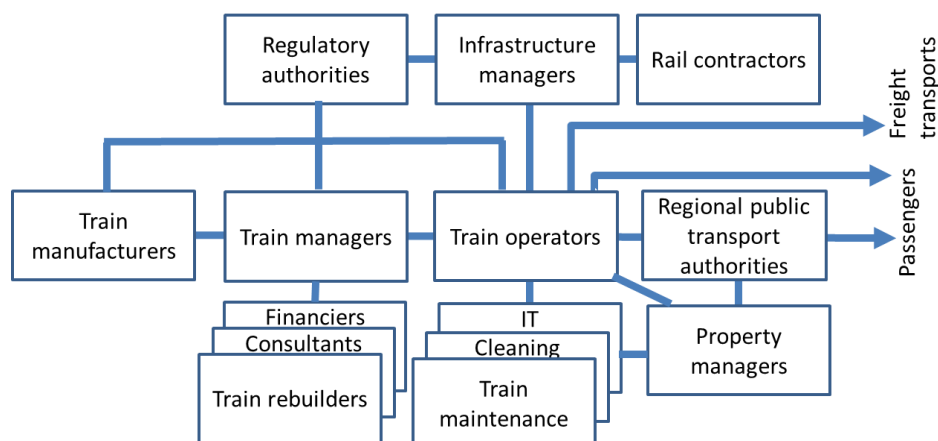 Regulatory
authorities
Infrastructure
managers
Rail contractors
Freight
transports
Passengers
Train
manufacturers
Train managers
Train operators
Regional public
transport
authorities
Financiers
Consultants
Train rebuilders
IT
Cleaning
Train
maintenance
Property
managers